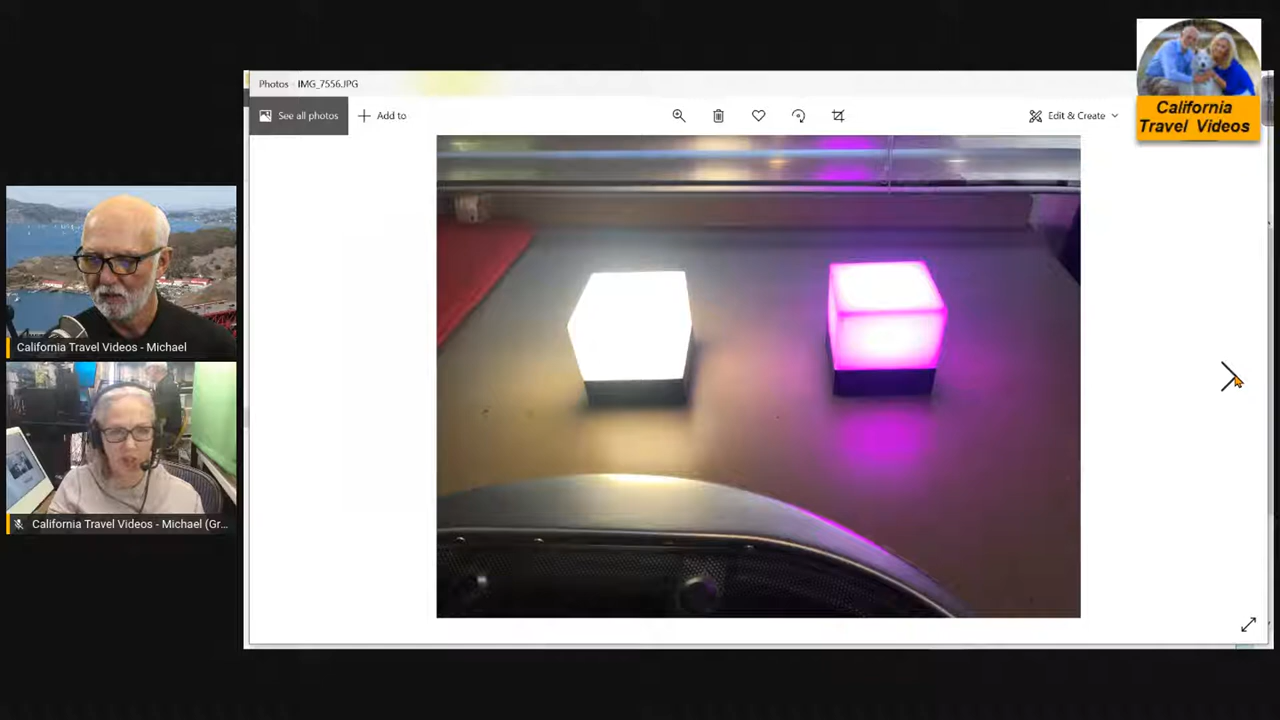 Photos - IMG_7556.JPG
See all photos
Add to
Edit & Create
California
Travel Videos
California Travel Videos - Michael
California Travel Videos - Michael (Gr...